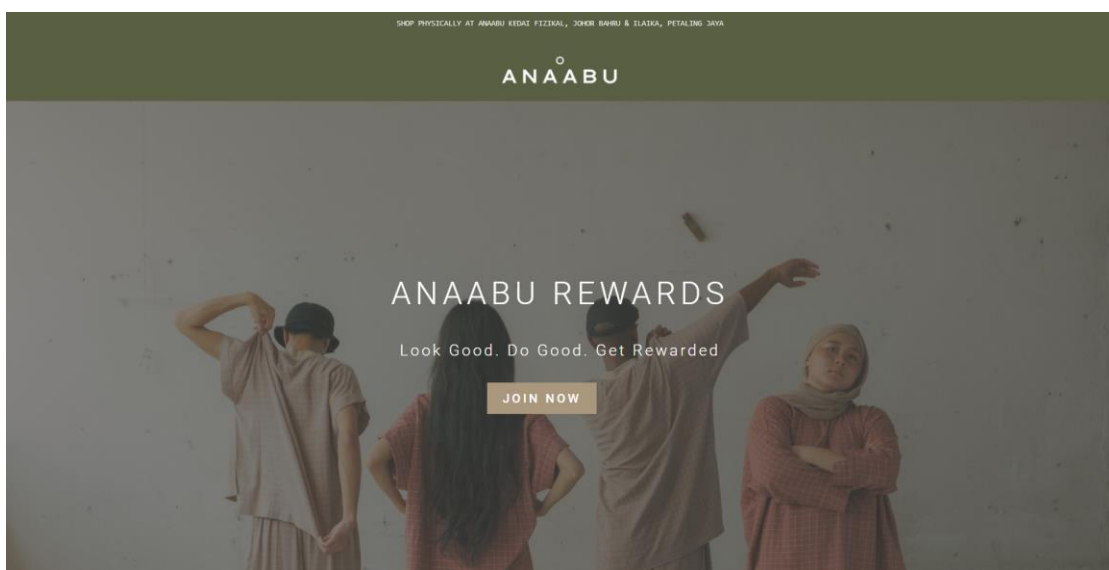 SHOP PHYSICALLY AT ANAABU KEDAI FIZIKAL, JOHOR BAHRU & ILAIKA, PETALING JAYA
ANAABU
ANAABU REWARDS
Look Good. Do Good. Get Rewarded
JOIN NOW